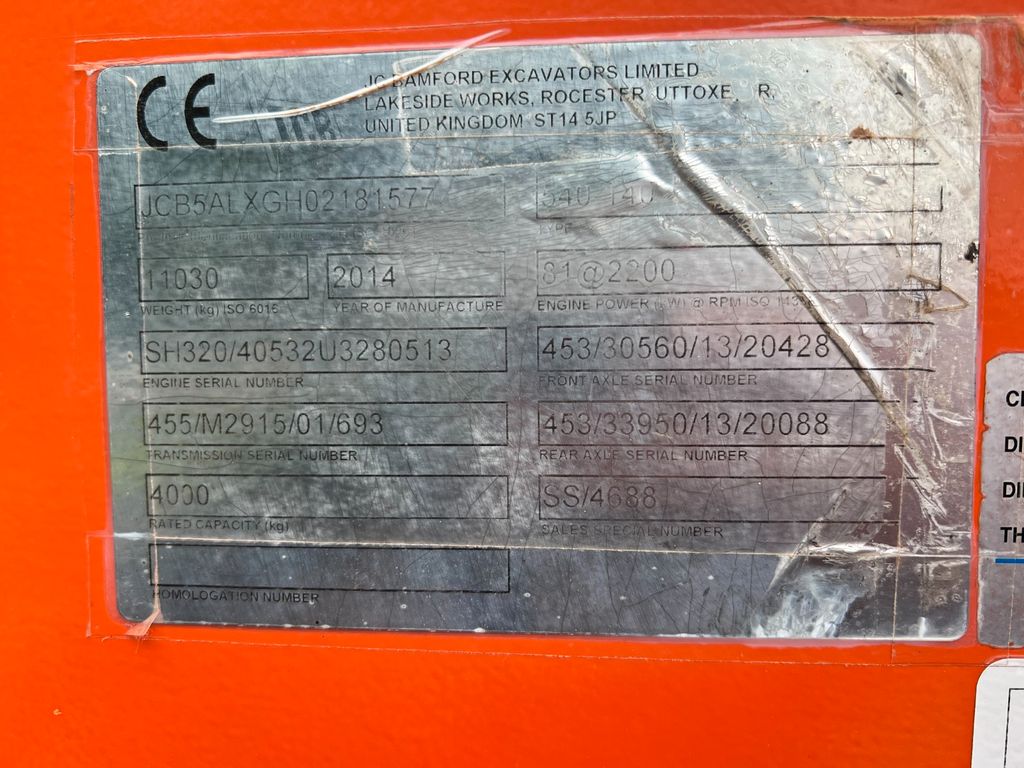 CE
JCB
JC BAMFORD EXCAVATORS LIMITED
LAKESIDE WORKS, ROCESTER UTTOXE R,
UNITED KINGDOM ST14 5JP
JCB5ALXGH02181577
540 140
TYPE
11030
2014
81@2200
WEIGHT (kg) ISO 6016
YEAR OF MANUFACTURE
ENGINE POWER (kW) @ RPM ISO 143
SH320/40532U3280513
453/30560/13/20428
ENGINE SERIAL NUMBER
FRONT AXLE SERIAL NUMBER
455/M2915/01/693
453/33950/13/20088
TRANSMISSION SERIAL NUMBER
REAR AXLE SERIAL NUMBER
4000
SS/4688
RATED CAPACITY (kg)
SALES SPECIAL NUMBER
HOMOLOGATION NUMBER
TH